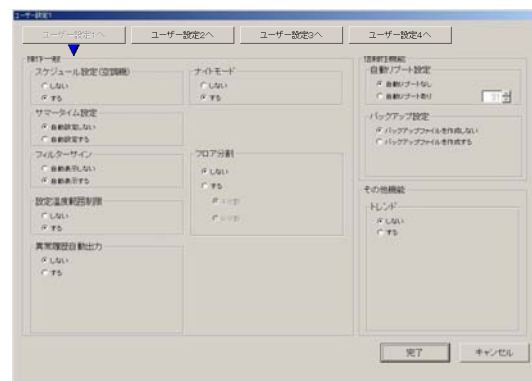 ユーザー設定1
ユーザー設定1へ
ユーザー設定2へ
ユーザー設定3へ
ユーザー設定4へ
操作一般
スケジュール設定(空調機)
しない
する
サマータイム設定
自動設定しない
自動設定する
フィルターサイン
自動表示しない
自動表示する
設定温度範囲制限
しない
する
異常履歴自動出力
しない
する
ナイトモード
しない
する
フロア分割
しない
する
信頼性機能
自動リブート設定
自動リブートなし
自動リブート有り
31
バックアップ設定
バックアップファイルを作成しない
バックアップファイルを作成する
その他機能
トレンド
しない
する
完了
キャンセル